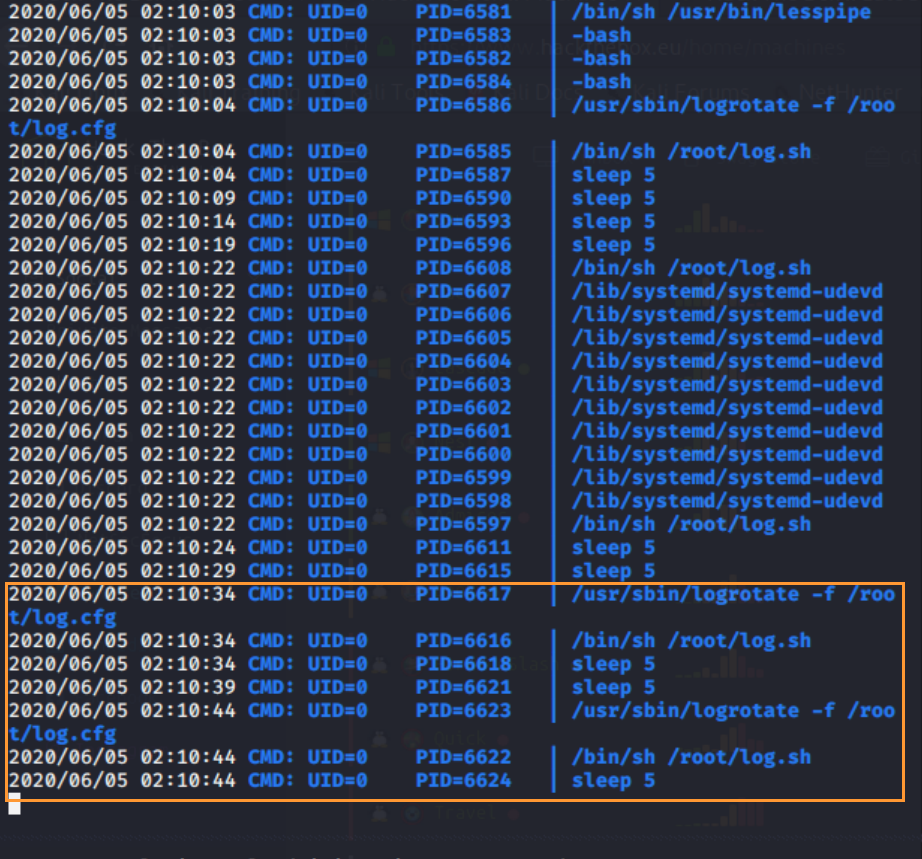 2020/06/05 02:10:03 CMD: UID=0 PID=6581 | /bin/sh /usr/bin/lesspipe
2020/06/05 02:10:03 CMD: UID=0 PID=6583 | -bash
2020/06/05 02:10:03 CMD: UID=0 PID=6582 | -bash
2020/06/05 02:10:03 CMD: UID=0 PID=6584 | -bash
2020/06/05 02:10:04 CMD: UID=0 PID=6586 | /usr/sbin/logrotate -f /roo
t/log.cfg
2020/06/05 02:10:04 CMD: UID=0 PID=6585 | /bin/sh /root/log.sh
2020/06/05 02:10:04 CMD: UID=0 PID=6587 | sleep 5
2020/06/05 02:10:09 CMD: UID=0 PID=6590 | sleep 5
2020/06/05 02:10:14 CMD: UID=0 PID=6593 | sleep 5
2020/06/05 02:10:19 CMD: UID=0 PID=6596 | sleep 5
2020/06/05 02:10:22 CMD: UID=0 PID=6608 | /bin/sh /root/log.sh
2020/06/05 02:10:22 CMD: UID=0 PID=6607 | /lib/systemd/systemd-udevd
2020/06/05 02:10:22 CMD: UID=0 PID=6606 | /lib/systemd/systemd-udevd
2020/06/05 02:10:22 CMD: UID=0 PID=6605 | /lib/systemd/systemd-udevd
2020/06/05 02:10:22 CMD: UID=0 PID=6604 | /lib/systemd/systemd-udevd
2020/06/05 02:10:22 CMD: UID=0 PID=6603 | /lib/systemd/systemd-udevd
2020/06/05 02:10:22 CMD: UID=0 PID=6602 | /lib/systemd/systemd-udevd
2020/06/05 02:10:22 CMD: UID=0 PID=6601 | /lib/systemd/systemd-udevd
2020/06/05 02:10:22 CMD: UID=0 PID=6600 | /lib/systemd/systemd-udevd
2020/06/05 02:10:22 CMD: UID=0 PID=6599 | /lib/systemd/systemd-udevd
2020/06/05 02:10:22 CMD: UID=0 PID=6598 | /lib/systemd/systemd-udevd
2020/06/05 02:10:22 CMD: UID=0 PID=6597 | /bin/sh /root/log.sh
2020/06/05 02:10:24 CMD: UID=0 PID=6611 | sleep 5
2020/06/05 02:10:29 CMD: UID=0 PID=6615 | sleep 5
2020/06/05 02:10:34 CMD: UID=0 PID=6617 | /usr/sbin/logrotate -f /roo
t/log.cfg
2020/06/05 02:10:34 CMD: UID=0 PID=6616 | /bin/sh /root/log.sh
2020/06/05 02:10:34 CMD: UID=0 PID=6618 | sleep 5
2020/06/05 02:10:39 CMD: UID=0 PID=6621 | sleep 5
2020/06/05 02:10:44 CMD: UID=0 PID=6623 | /usr/sbin/logrotate -f /roo
t/log.cfg
2020/06/05 02:10:44 CMD: UID=0 PID=6622 | /bin/sh /root/log.sh
2020/06/05 02:10:44 CMD: UID=0 PID=6624 | sleep 5
Travel